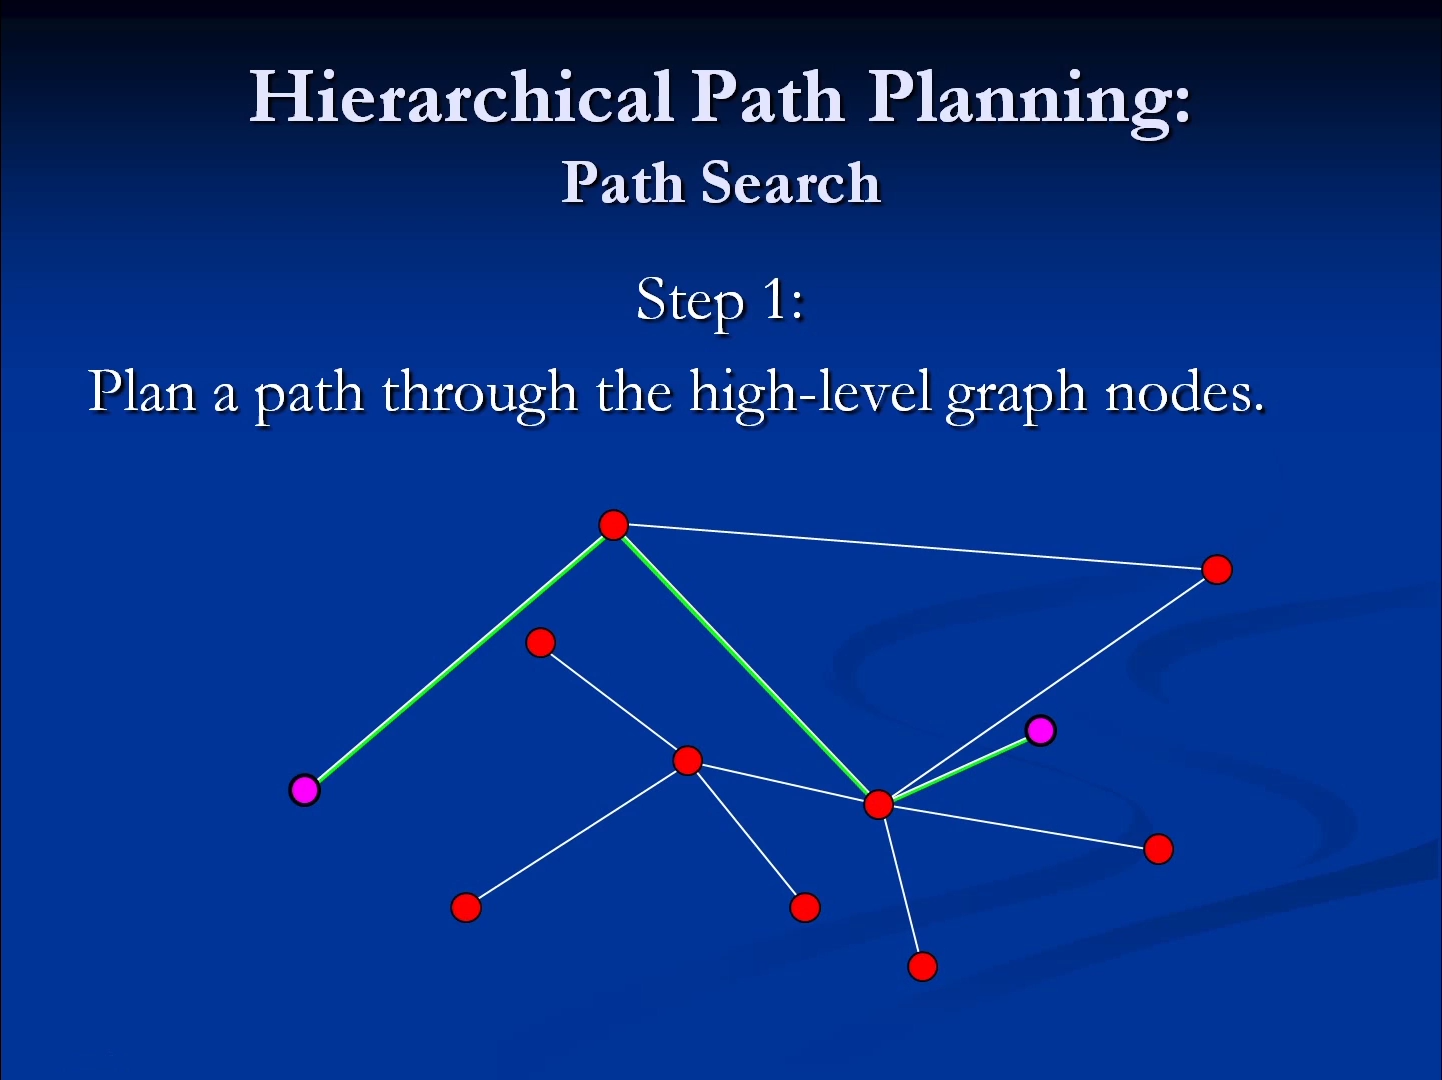 Hierarchical Path Planning:
Path Search
Step 1:
Plan a path through the high-level graph nodes.